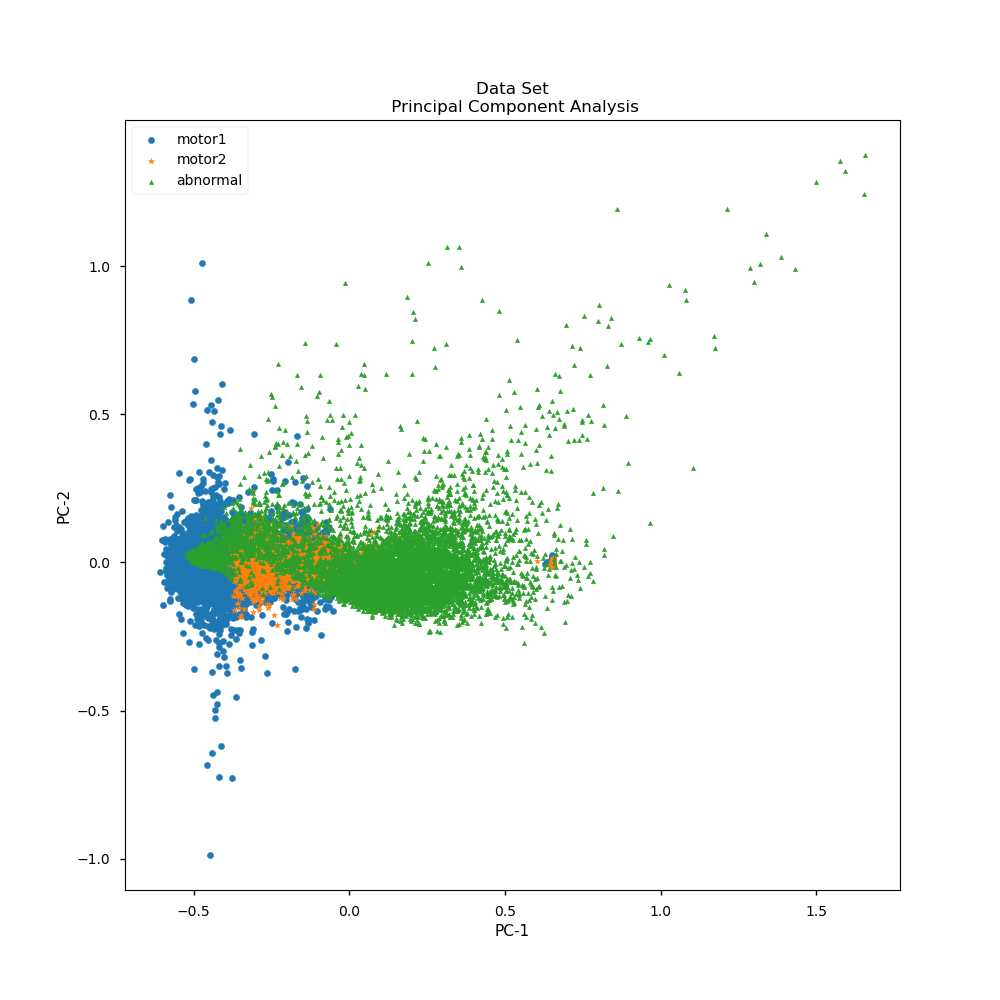 Data Set
Principal Component Analysis
motor1
motor2
abnormal
PC-2
1.0
0.5
0.0
−0.5
−1.0
−0.5
0.0
0.5
1.0
1.5
PC-1